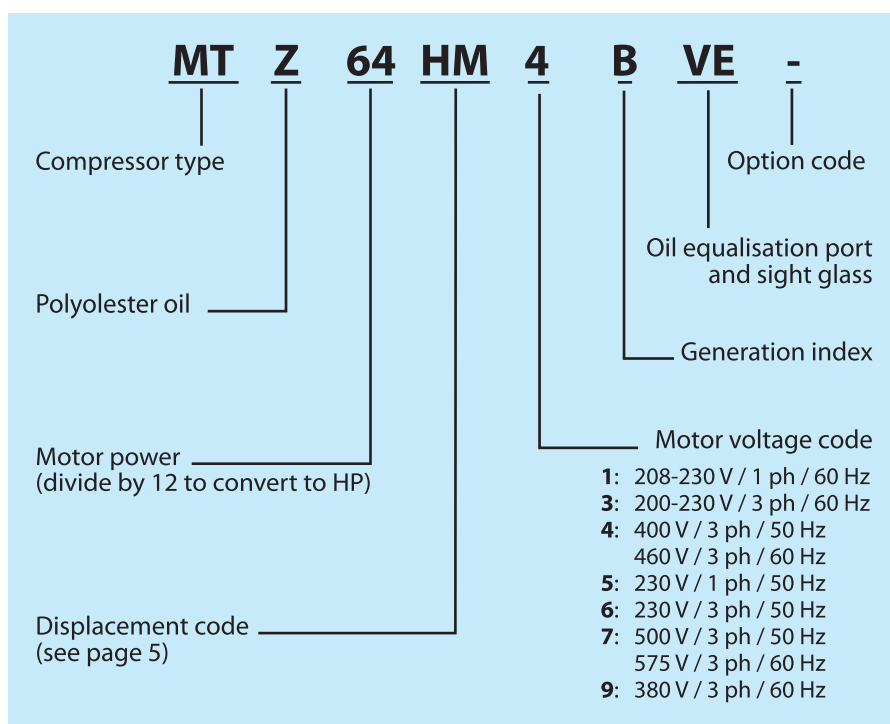 MT Z 64 HM 4 B VE -
Compressor type
Option code
Oil equalisation port
and sight glass
Polyolester oil
Generation index
Motor voltage code
Motor power
(divide by 12 to convert to HP)
1: 208-230 V / 1 ph / 60 Hz
3: 200-230 V / 3 ph / 60 Hz
4: 400 V / 3 ph / 50 Hz
460 V / 3 ph / 60 Hz
5: 230 V / 1 ph / 50 Hz
6: 230 V / 3 ph / 50 Hz
7: 500 V / 3 ph / 50 Hz
575 V / 3 ph / 60 Hz
9: 380 V / 3 ph / 60 Hz
Displacement code
(see page 5)